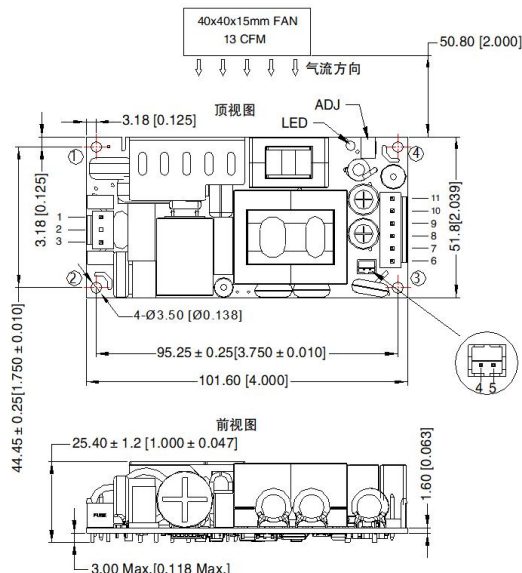 40x40x15mm FAN
13 CFM
50.80 [2.000]
气流方向
顶视图
ADJ
LED
3.18 [0.125]
3.18 [0.125]
1
4
1
2
3
11
10
9
8
7
6
51.8[2.039]
2
3
4-Ø3.50 [Ø0.138]
95.25 ± 0.25[3.750 ± 0.010]
101.60 [4.000]
44.45 ± 0.25[1.750 ± 0.010]
4 5
前视图
25.40 ± 1.2 [1.000 ± 0.047]
1.60 [0.063]
FUSE
3.00 Max.[0.118 Max.]